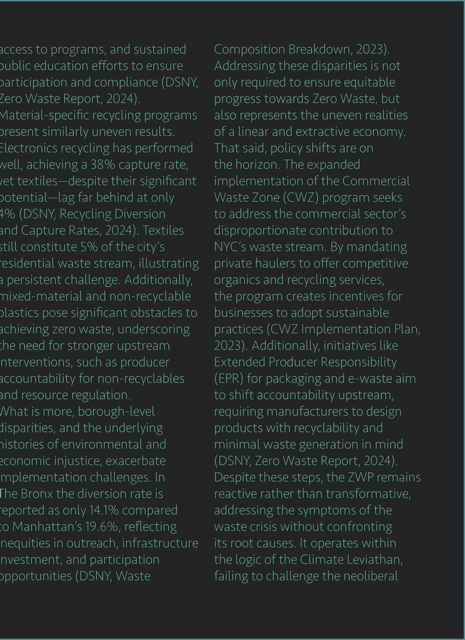 access to programs, and sustained
public education efforts to ensure
participation and compliance (DSNY,
Zero Waste Report, 2024).
Material-specific recycling programs
present similarly uneven results.
Electronics recycling has performed
well, achieving a 38% capture rate,
yet textiles—despite their significant
potential—lag far behind at only
4% (DSNY, Recycling Diversion
and Capture Rates, 2024). Textiles
still constitute 5% of the city's
residential waste stream, illustrating
a persistent challenge. Additionally,
mixed-material and non-recyclable
plastics pose significant obstacles to
achieving zero waste, underscoring
the need for stronger upstream
interventions, such as producer
accountability for non-recyclables
and resource regulation.
What is more, borough-level
disparities, and the underlying
histories of environmental and
economic injustice, exacerbate
implementation challenges. In
The Bronx the diversion rate is
reported as only 14.1% compared
to Manhattan's 19.6%, reflecting
inequities in outreach, infrastructure
investment, and participation
opportunities (DSNY, Waste
Composition Breakdown, 2023).
Addressing these disparities is not
only required to ensure equitable
progress towards Zero Waste, but
also represents the uneven realities
of a linear and extractive economy.
That said, policy shifts are on
the horizon. The expanded
implementation of the Commercial
Waste Zone (CWZ) program seeks
to address the commercial sector's
disproportionate contribution to
NYC's waste stream. By mandating
private haulers to offer competitive
organics and recycling services,
the program creates incentives for
businesses to adopt sustainable
practices (CWZ Implementation Plan,
2023). Additionally, initiatives like
Extended Producer Responsibility
(EPR) for packaging and e-waste aim
to shift accountability upstream,
requiring manufacturers to design
products with recyclability and
minimal waste generation in mind
(DSNY, Zero Waste Report, 2024).
Despite these steps, the ZWP remains
reactive rather than transformative,
addressing the symptoms of the
waste crisis without confronting
its root causes. It operates within
the logic of the Climate Leviathan,
failing to challenge the neoliberal